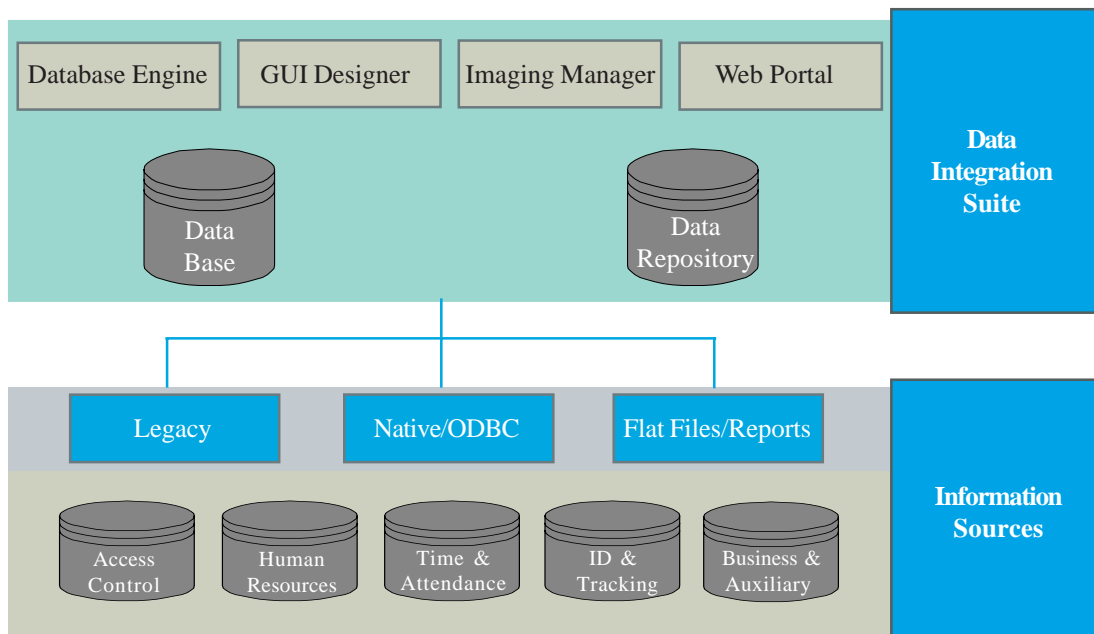 Database Engine
GUI Designer
Imaging Manager
Web Portal
Data
Base
Data
Repository
Data
Integration
Suite
Legacy
Native/ODBC
Flat Files/Reports
Access
Control
Human
Resources
Time &
Attendance
ID &
Tracking
Business &
Auxiliary
Information
Sources